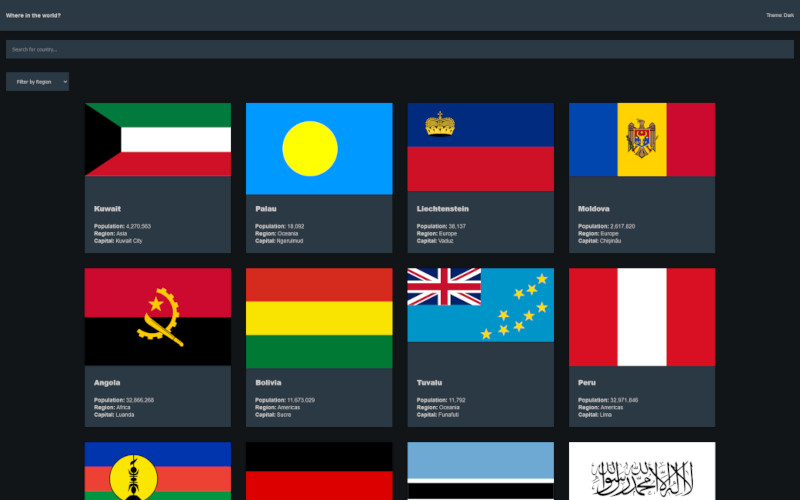 Where in the world?
Theme: Dark
Search for country...
Filter by Region
Kuwait
Population: 4,270,563
Region: Asia
Capital: Kuwait City
Palau
Population: 18,092
Region: Oceania
Capital: Ngerulmud
Liechtenstein
Population: 38,137
Region: Europe
Capital: Vaduz
Moldova
Population: 2,617,820
Region: Europe
Capital: Chișinău
Angola
Population: 32,866,268
Region: Africa
Capital: Luanda
Bolivia
Population: 11,673,029
Region: Americas
Capital: Sucre
Tuvalu
Population: 11,792
Region: Oceania
Capital: Funafuti
Peru
Population: 32,971,846
Region: Americas
Capital: Lima
لا إله إلا الله محمد رسول الله